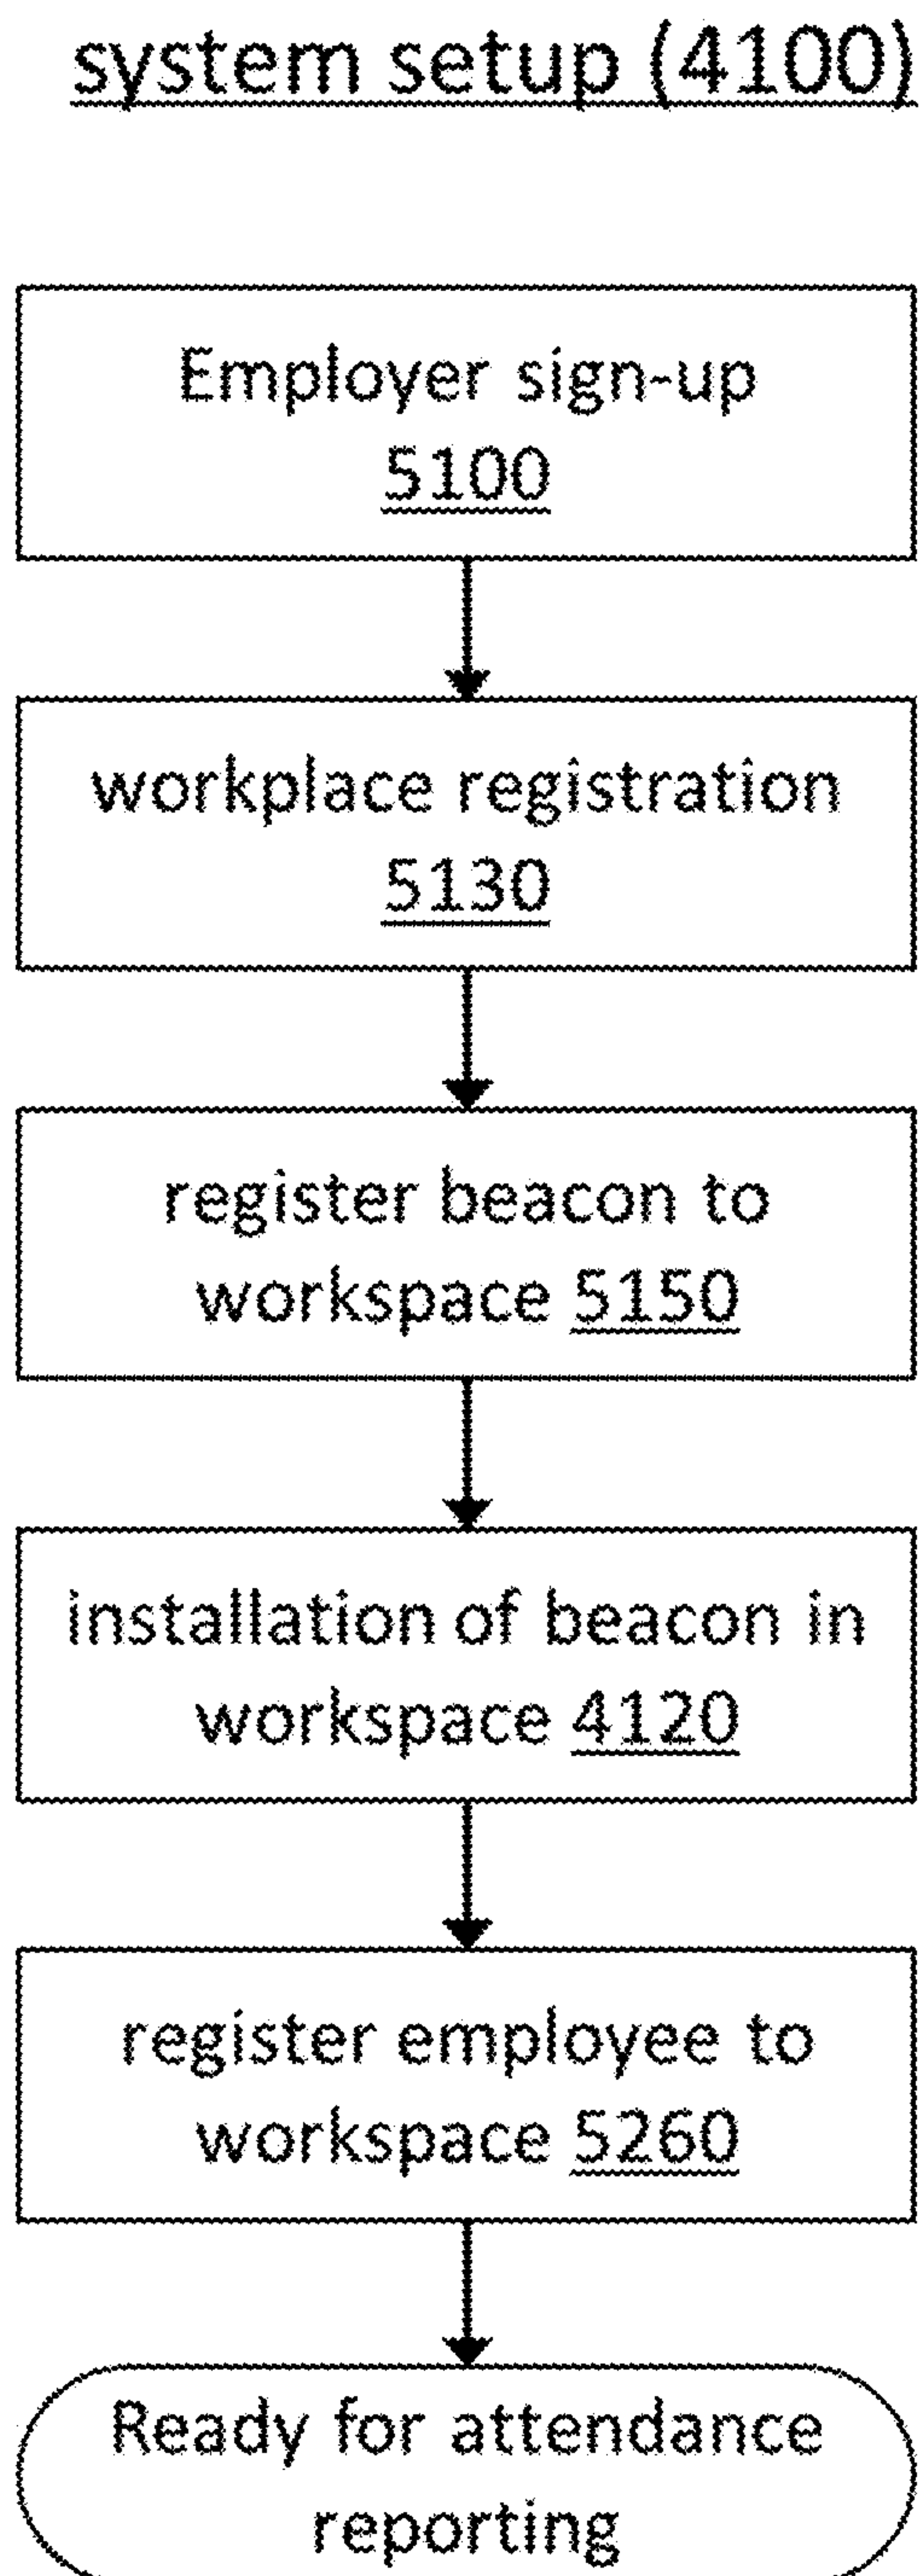 system setup (4100)
Employer sign-up
5100
workplace registration
5130
register beacon to
workspace 5150
installation of beacon in
workspace 4120
register employee to
workspace 5260
Ready for attendance
reporting